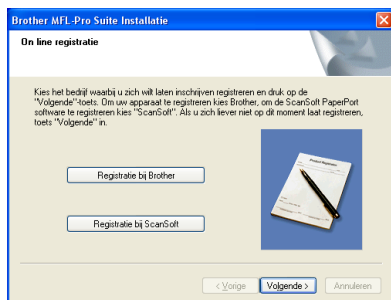 Brother MFL-Pro Suite Installatie
On line registratie
Kies het bedrijf waarbij u zich wilt laten inschrijven registreren en druk op de
"Volgende"-toets. Om uw apparaat te registreren kies Brother, om de ScanSoft PaperPort
software te registreren kies "ScanSoft". Als u zich liever niet op dit moment laat registreren,
toets "Volgende" in.
Product Registration
Registratie bij Brother
Registratie bij ScanSoft
< Vorige
Volgende >
Annuleren